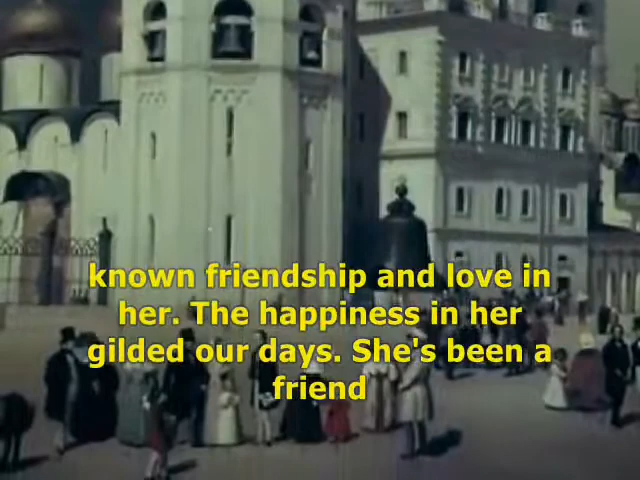 known friendship and love in
her. The happiness in her
gilded our days. She's been a
friend